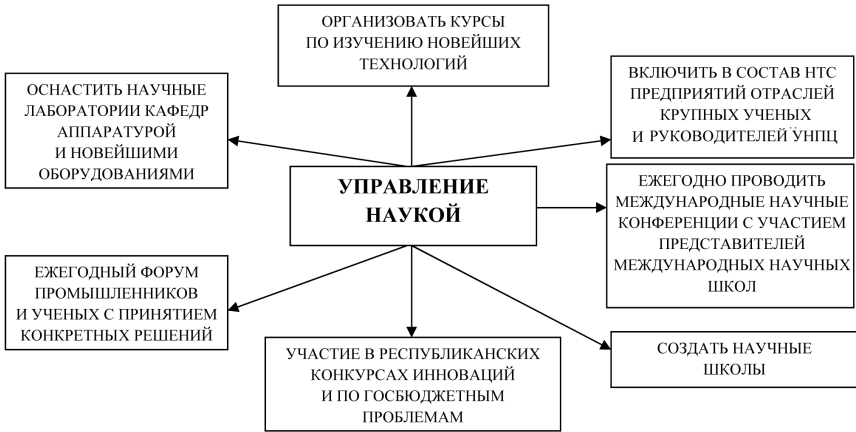 ОРГАНИЗОВАТЬ КУРСЫ
ПО ИЗУЧЕНИЮ НОВЕЙШИХ
ТЕХНОЛОГИЙ
ОСНАСТИТЬ НАУЧНЫЕ
ЛАБОРАТОРИИ КАФЕДР
АППАРАТУРОЙ
И НОВЕЙШИМИ
ОБОРУДОВАНИЯМИ
ВКЛЮЧИТЬ В СОСТАВ НТС
ПРЕДПРИЯТИЙ ОТРАСЛЕЙ
КРУПНЫХ УЧЕНЫХ
И РУКОВОДИТЕЛЕЙ УНПЦ
УПРАВЛЕНИЕ
НАУКОЙ
ЕЖЕГОДНО ПРОВОДИТЬ
МЕЖДУНАРОДНЫЕ НАУЧНЫЕ
КОНФЕРЕНЦИИ С УЧАСТИЕМ
ПРЕДСТАВИТЕЛЕЙ
МЕЖДУНАРОДНЫХ НАУЧНЫХ
ШКОЛ
ЕЖЕГОДНЫЙ ФОРУМ
ПРОМЫШЛЕННИКОВ
И УЧЕНЫХ С ПРИНЯТИЕМ
КОНКРЕТНЫХ РЕШЕНИЙ
УЧАСТИЕ В РЕСПУБЛИКАНСКИХ
КОНКУРСАХ ИННОВАЦИЙ
И ПО ГОСБЮДЖЕТНЫМ
ПРОБЛЕМАМ
СОЗДАТЬ НАУЧНЫЕ
ШКОЛЫ